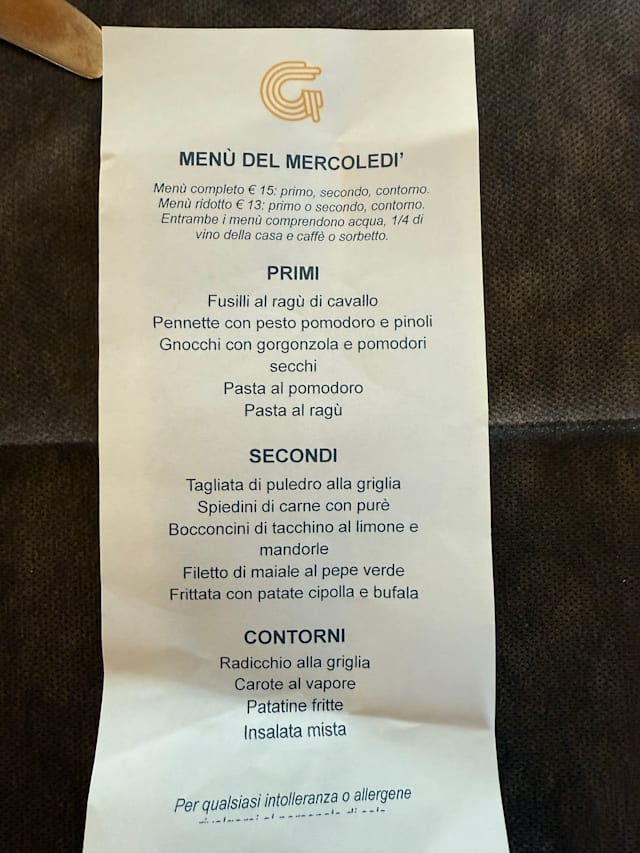 MENÙ DEL MERCOLEDI'
Menù completo € 15: primo, secondo, contorno.
Menù ridotto € 13: primo o secondo, contorno.
Entrambe i menù comprendono acqua, 1/4 di
vino della casa e caffè o sorbetto.
PRIMI
Fusilli al ragù di cavallo
Pennette con pesto pomodoro e pinoli
Gnocchi con gorgonzola e pomodori
secchi
Pasta al pomodoro
Pasta al ragù
SECONDI
Tagliata di puledro alla griglia
Spiedini di carne con purè
Bocconcini di tacchino al limone e
mandorle
Filetto di maiale al pepe verde
Frittata con patate cipolla e bufala
CONTORNI
Radicchio alla griglia
Carote al vapore
Patatine fritte
Insalata mista
Per qualsiasi intolleranza o allergene